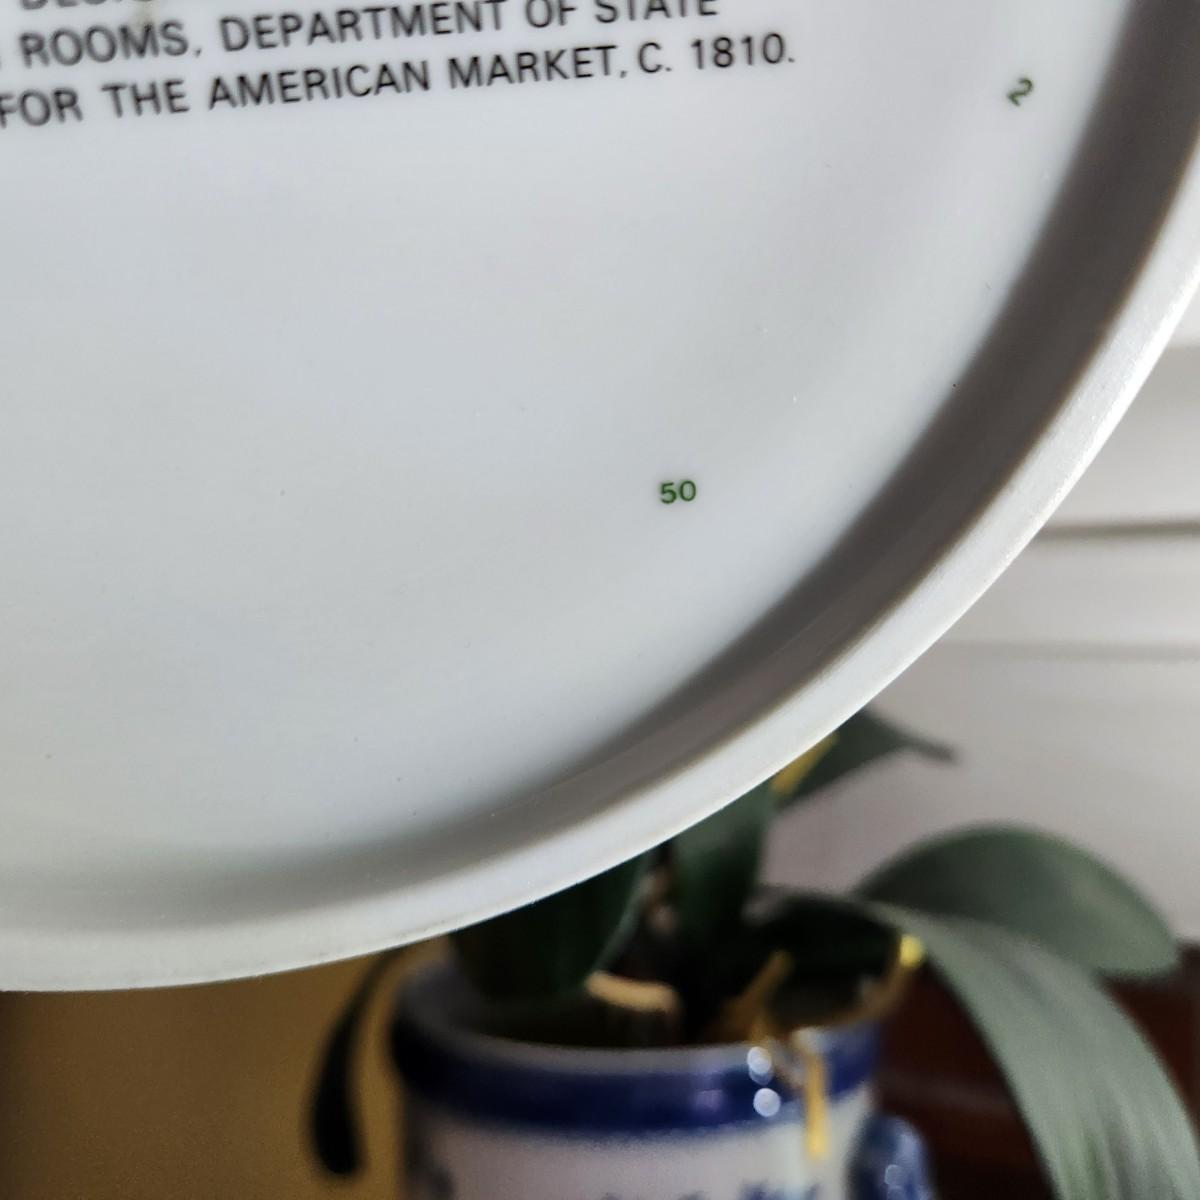 ROOMS, DEPARTMENT OF STATE
FOR THE AMERICAN MARKET, C. 1810.
2
50